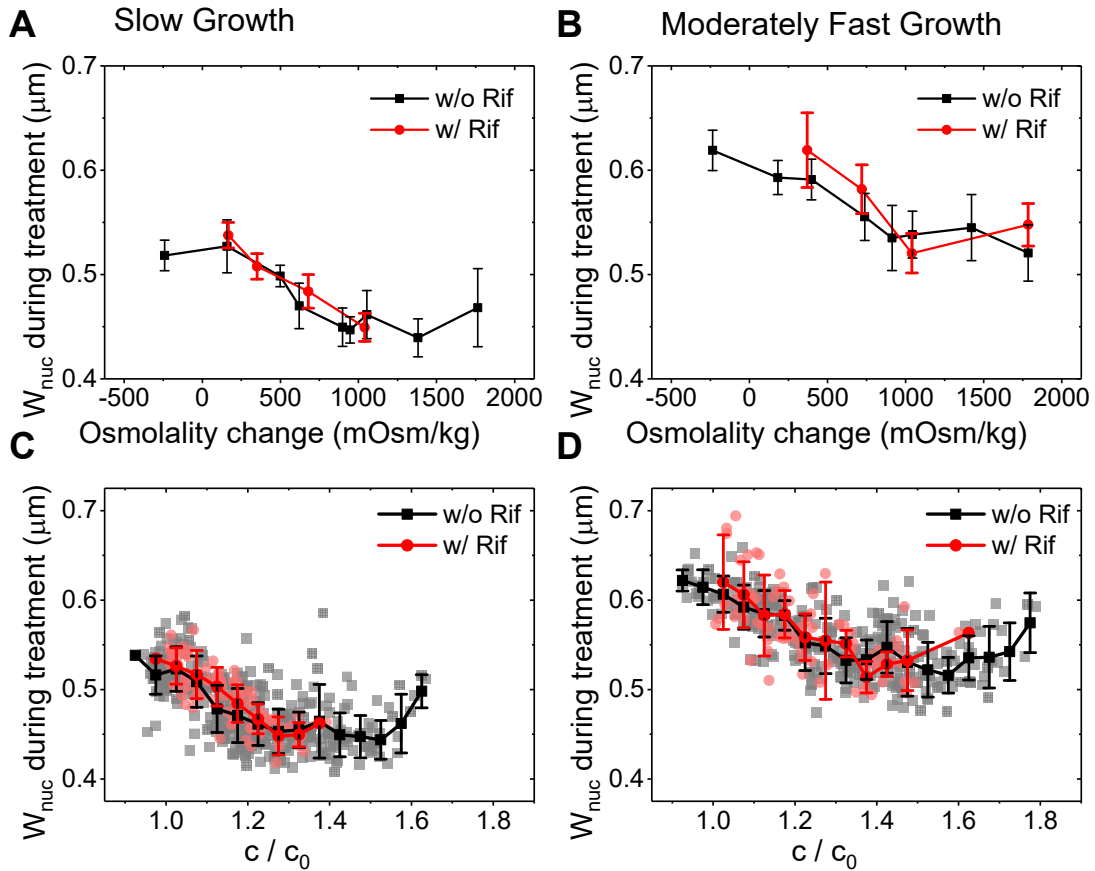 A Slow Growth
B Moderately Fast Growth
W_nuc during treatment (μm)
0.7
0.6
0.5
0.4
w/o Rif
w/ Rif
-500 0 500 1000 1500 2000
Osmolality change (mOsm/kg)
W_nuc during treatment (μm)
0.7
0.6
0.5
0.4
w/o Rif
w/ Rif
-500 0 500 1000 1500 2000
Osmolality change (mOsm/kg)
C
W_nuc during treatment (μm)
0.7
0.6
0.5
0.4
w/o Rif
w/ Rif
1.0 1.2 1.4 1.6 1.8
c / c₀
D
W_nuc during treatment (μm)
0.7
0.6
0.5
0.4
w/o Rif
w/ Rif
1.0 1.2 1.4 1.6 1.8
c / c₀